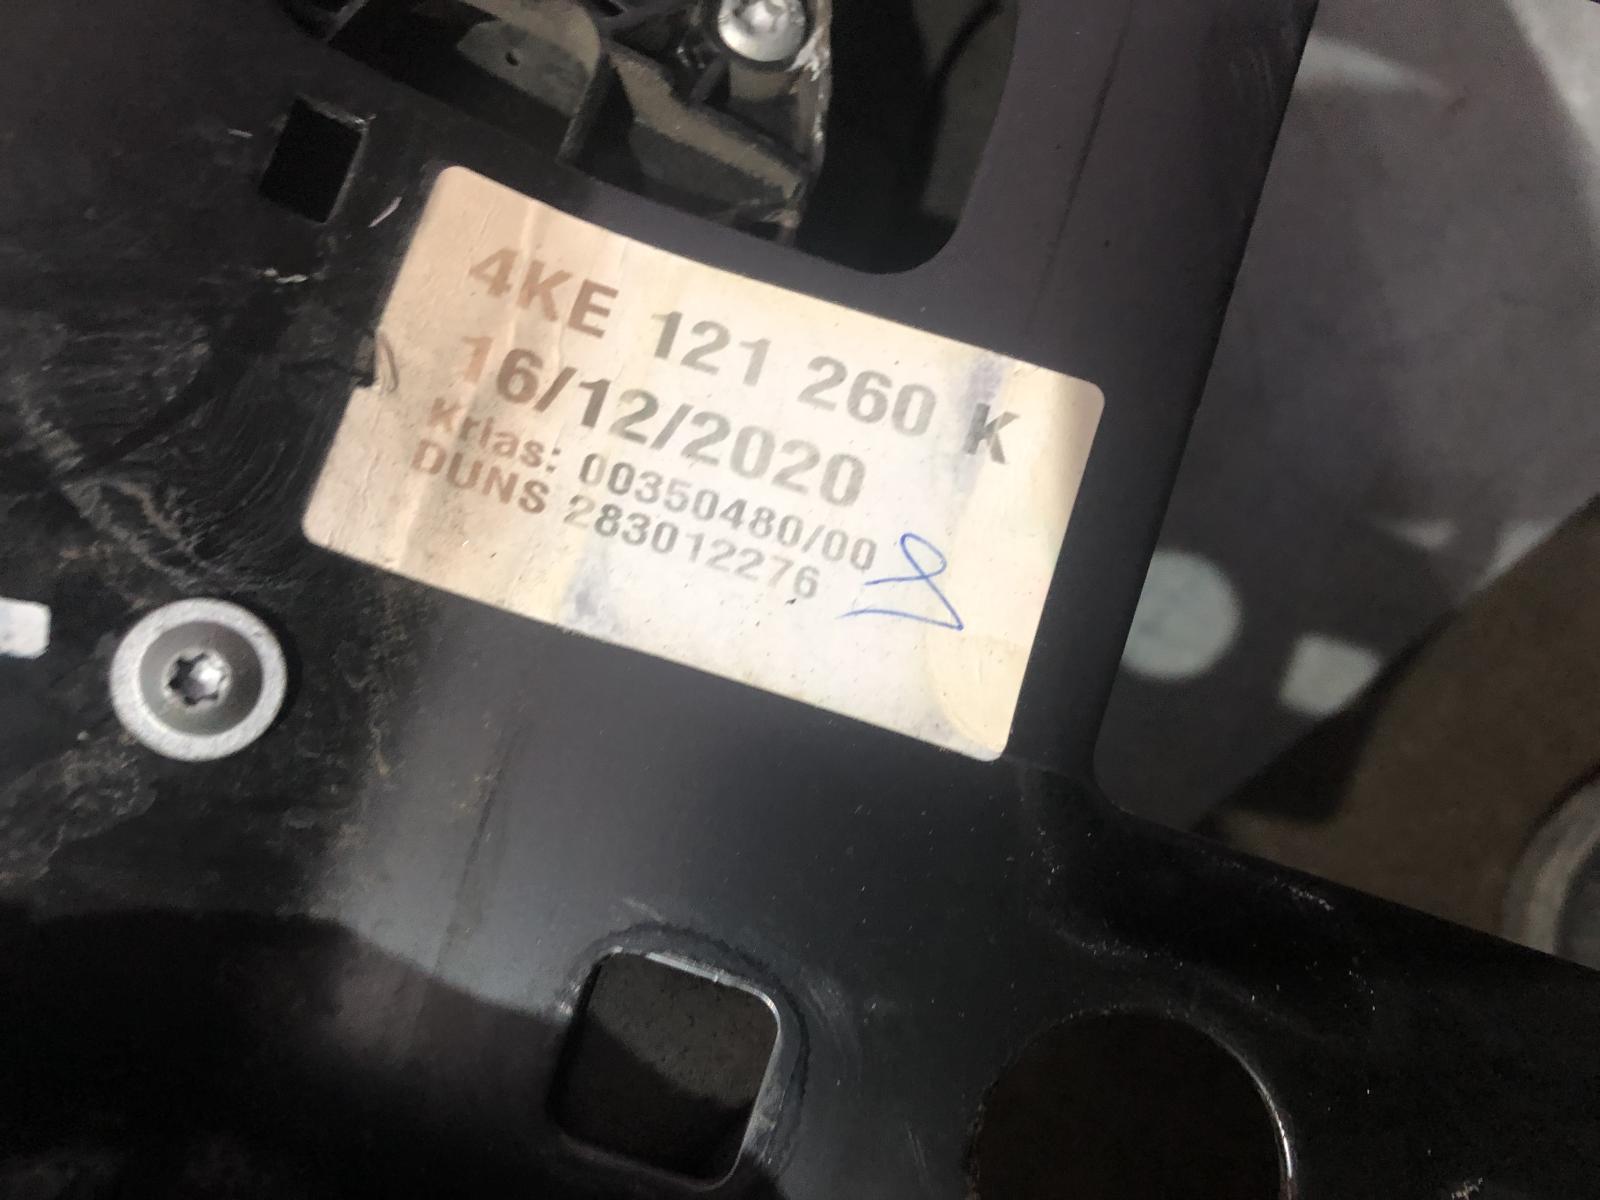 4KE 121 260 K
16/12/2020
Krias: 00350480/00
DUNS 283012276